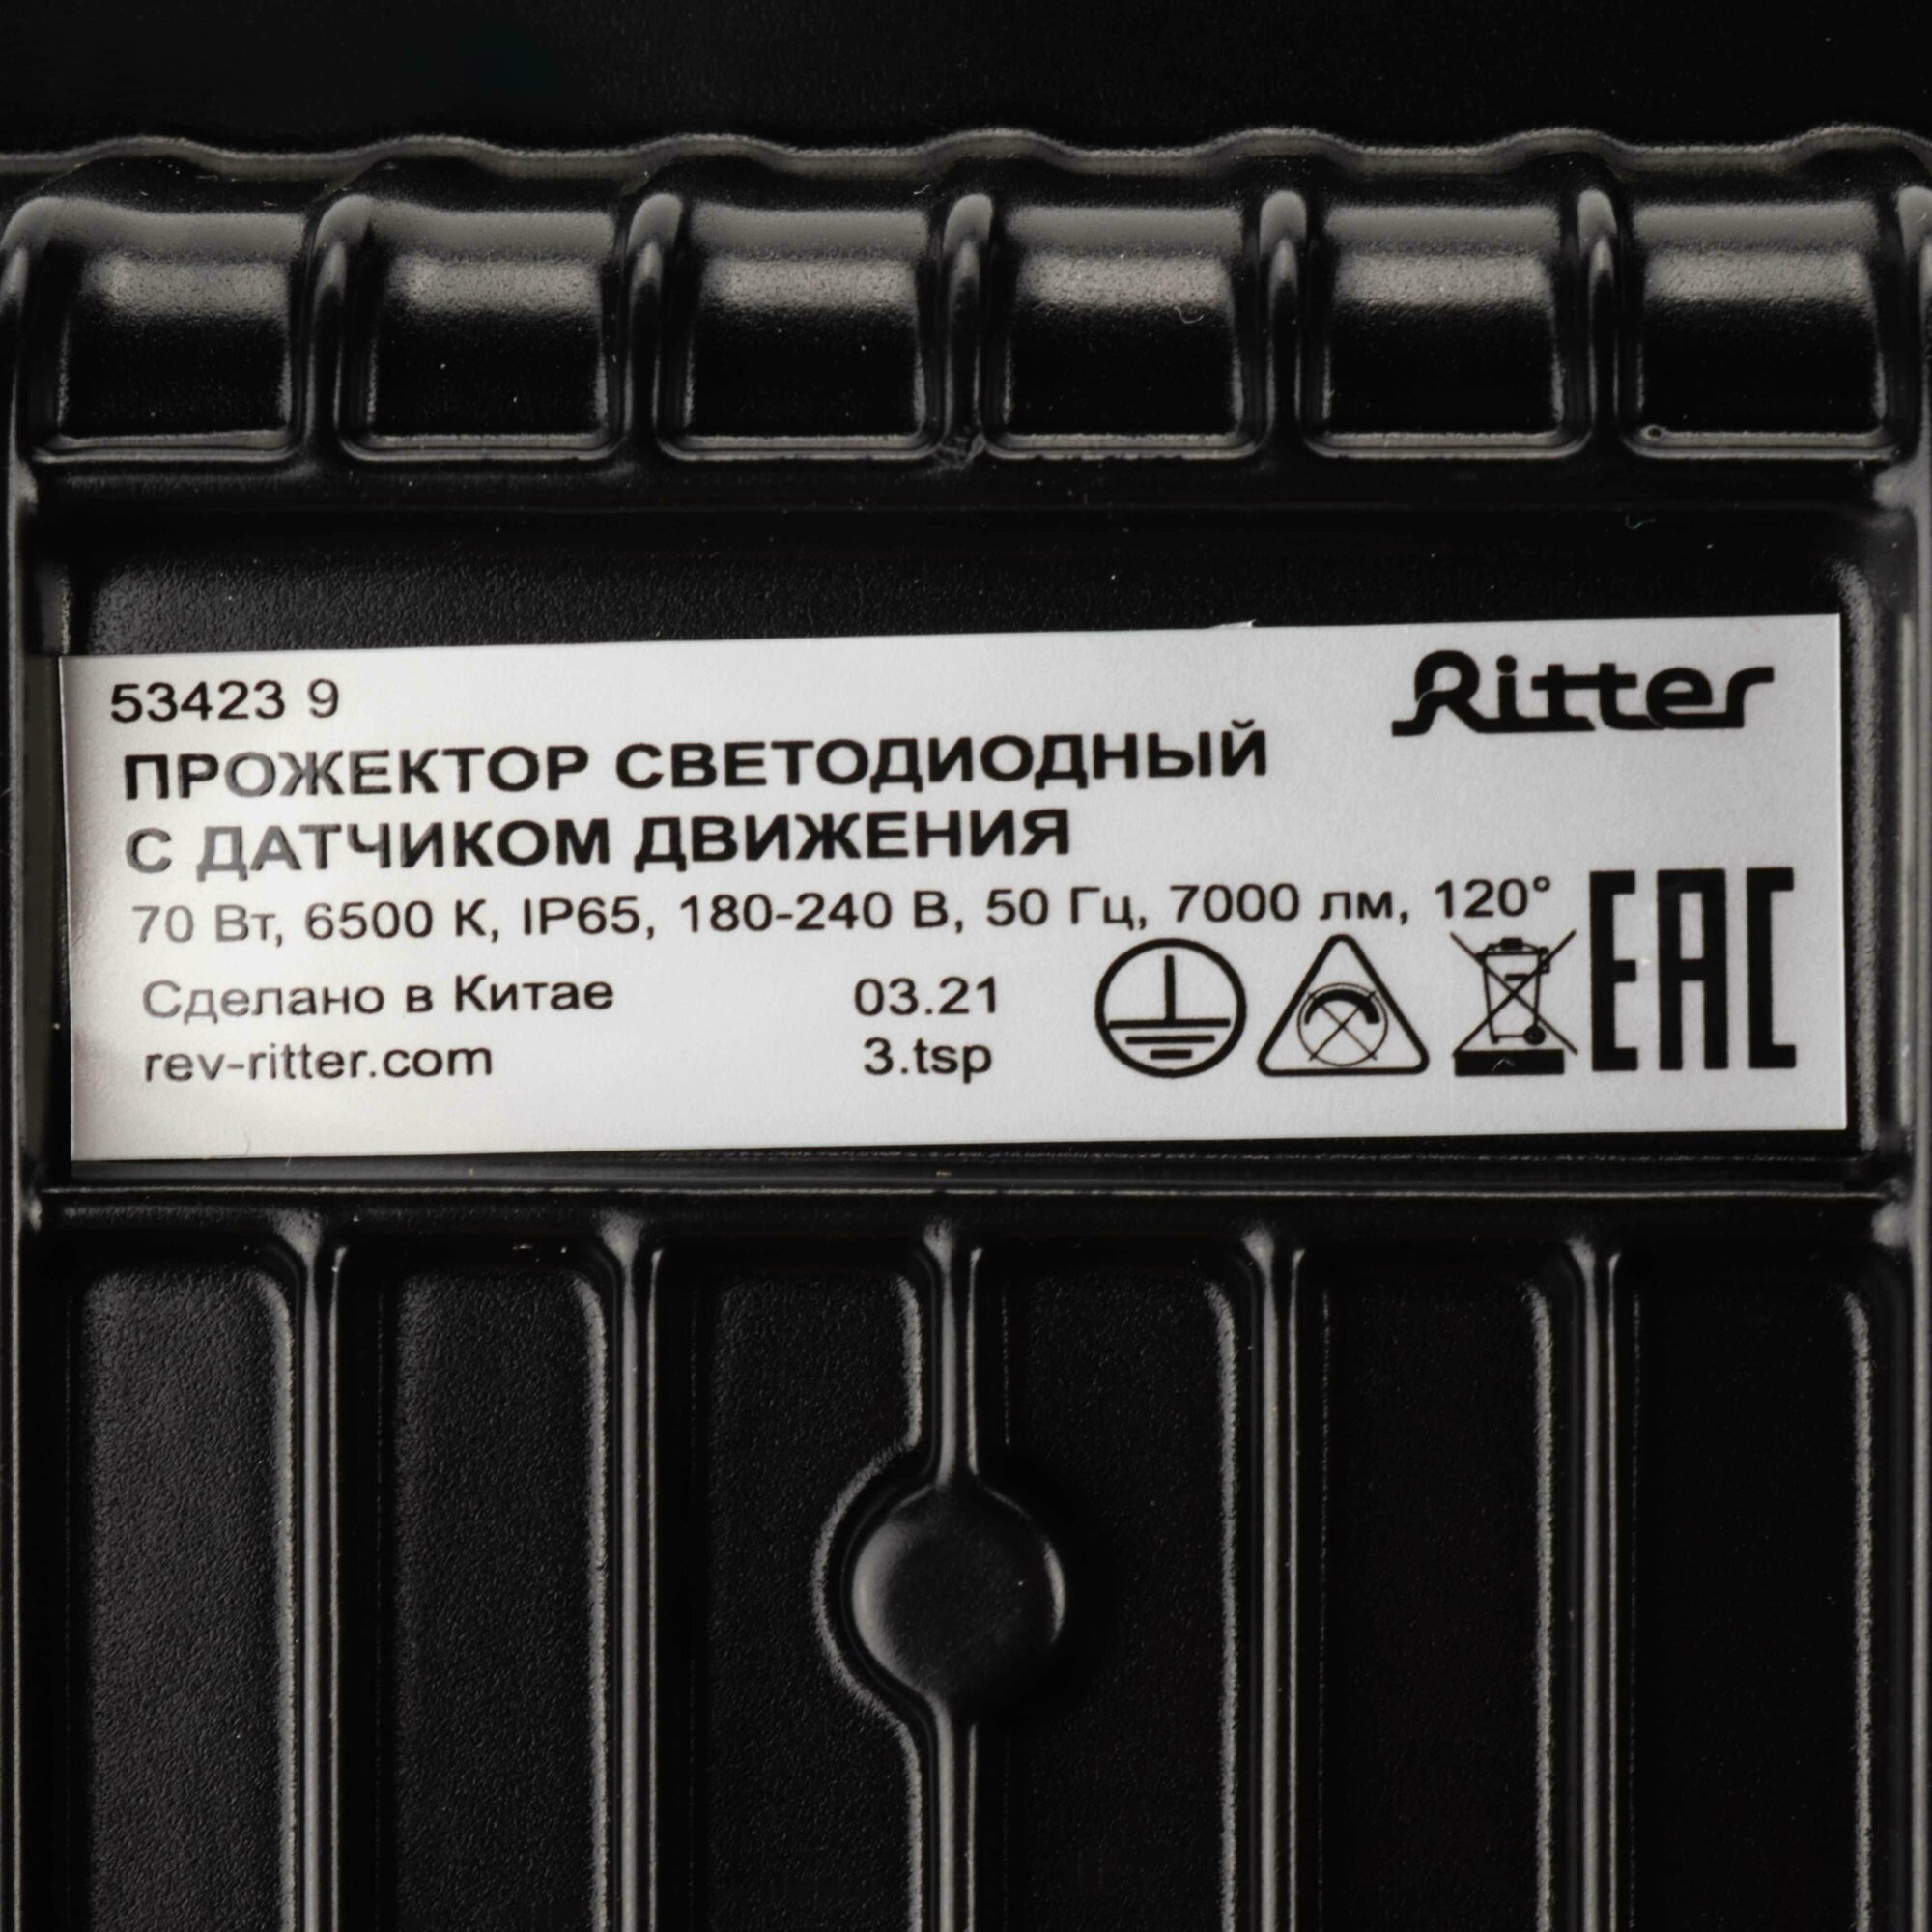 53423 9
Ritter
ПРОЖЕКТОР СВЕТОДИОДНЫЙ
С ДАТЧИКОМ ДВИЖЕНИЯ
70 Вт, 6500 К, IP65, 180-240 В, 50 Гц, 7000 лм, 120°
Сделано в Китае 03.21
rev-ritter.com 3.tsp
EAC